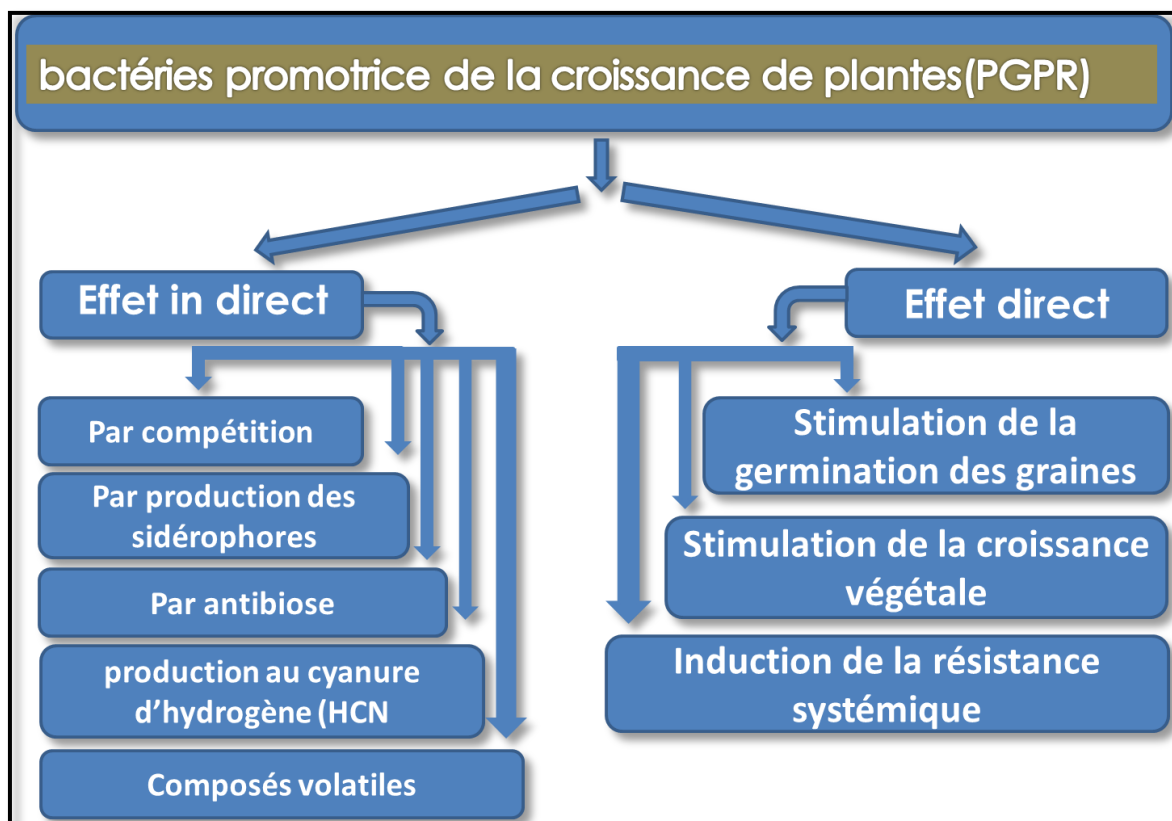 bactéries promotrice de la croissance de plantes(PGPR)
Effet in direct
Par compétition
Par production des
sidérophores
Par antibiose
production au cyanure
d’hydrogène (HCN
Composés volatiles
Effet direct
Stimulation de la
germination des graines
Stimulation de la croissance
végétale
Induction de la résistance
systémique